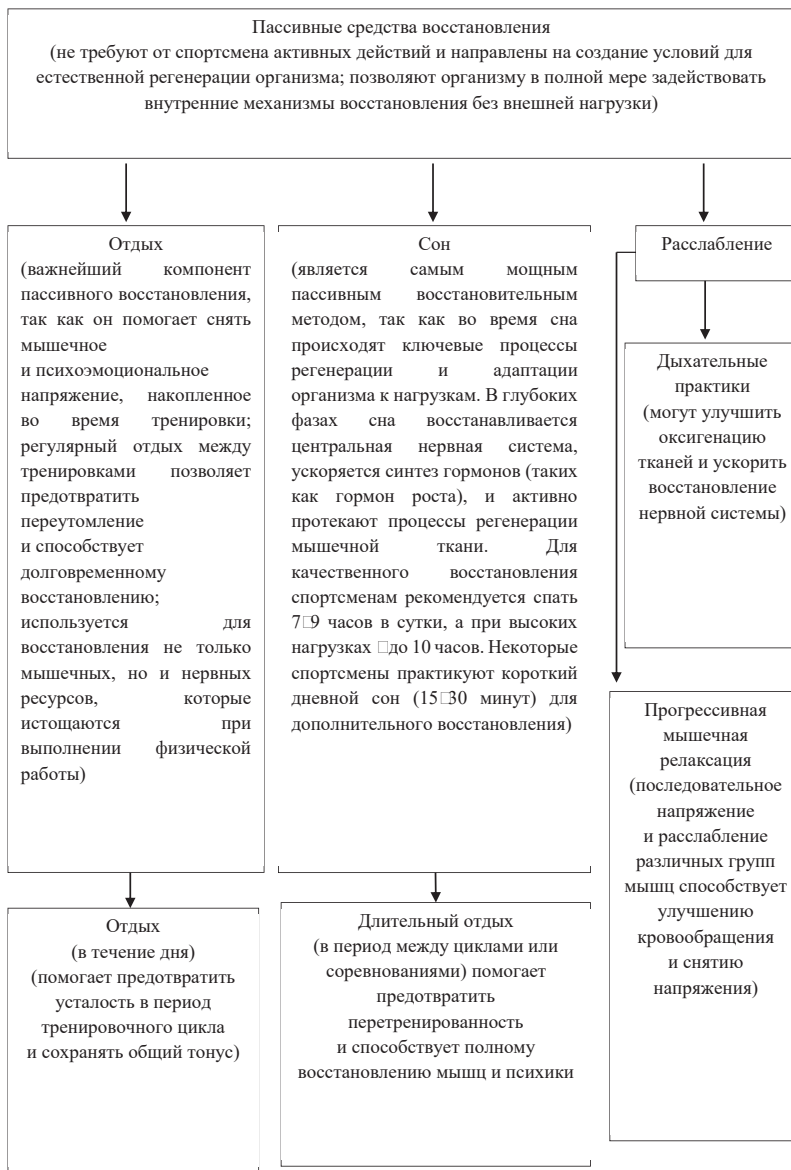 Пассивные средства восстановления
(не требуют от спортсмена активных действий и направлены на создание условий для
естественной регенерации организма; позволяют организму в полной мере задействовать
внутренние механизмы восстановления без внешней нагрузки)
Отдых
(важнейший компонент
пассивного восстановления,
так как он помогает снять
мышечное
и психоэмоциональное
напряжение, накопленное
во время тренировки;
регулярный отдых между
тренировками позволяет
предотвратить
переутомление
и способствует
долговременному
восстановлению;
используется для
восстановления не только
мышечных, но и нервных
ресурсов, которые
истощаются при
выполнении физической
работы)
Сон
(является самым мощным
пассивным восстановительным
методом, так как во время сна
происходят ключевые процессы
регенерации и адаптации
организма к нагрузкам. В глубоких
фазах сна восстанавливается
центральная нервная система,
ускоряется синтез гормонов (таких
как гормон роста), и активно
протекают процессы регенерации
мышечной ткани. Для
качественного восстановления
спортсменам рекомендуется спать
7□9 часов в сутки, а при высоких
нагрузках □до 10 часов. Некоторые
спортсмены практикуют короткий
дневной сон (15□30 минут) для
дополнительного восстановления)
Расслабление
Дыхательные
практики
(могут улучшить
оксигенацию
тканей и ускорить
восстановление
нервной системы)
Прогрессивная
мышечная
релаксация
(последовательное
напряжение
и расслабление
различных групп
мышц способствует
улучшению
кровообращения
и снятию
напряжения)
Отдых
(в течение дня)
(помогает предотвратить
усталость в период
тренировочного цикла
и сохранять общий тонус)
Длительный отдых
(в период между циклами или
соревнованиями) помогает
предотвратить
перетренированность
и способствует полному
восстановлению мышц и психики